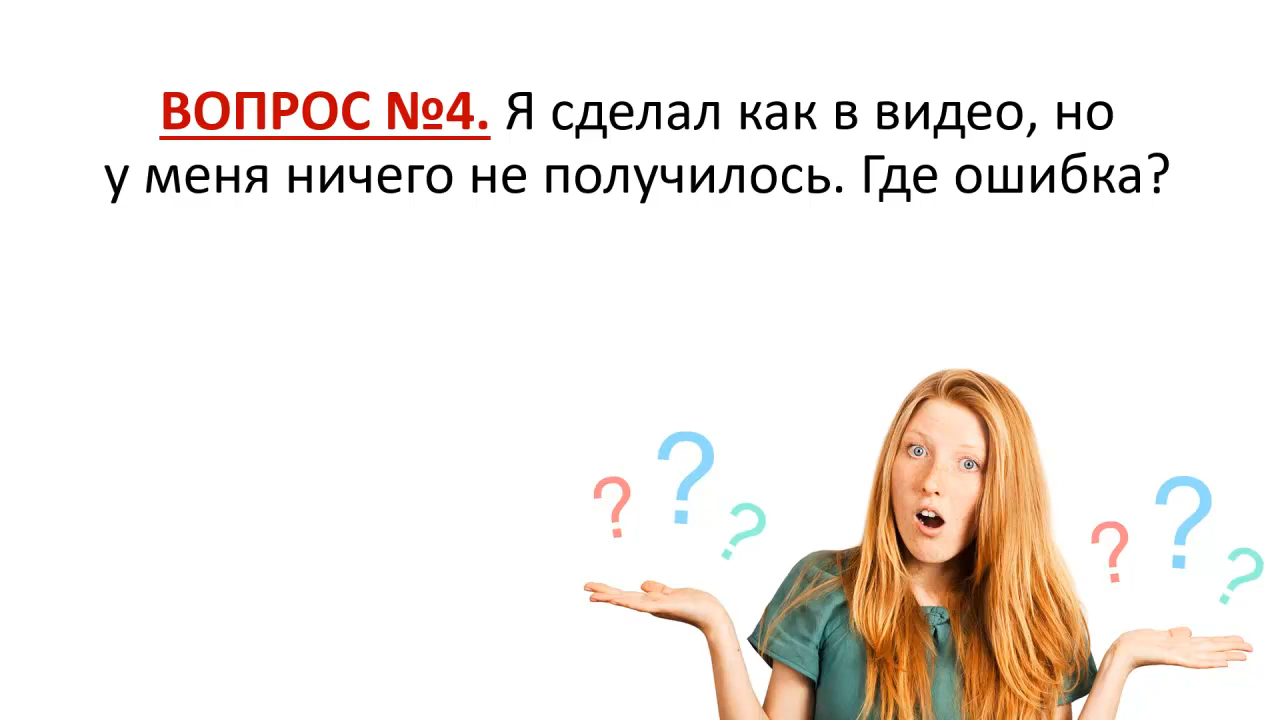 ВОПРОС №4. Я сделал как в видео, но
у меня ничего не получилось. Где ошибка?
? ? ? ? ? ?